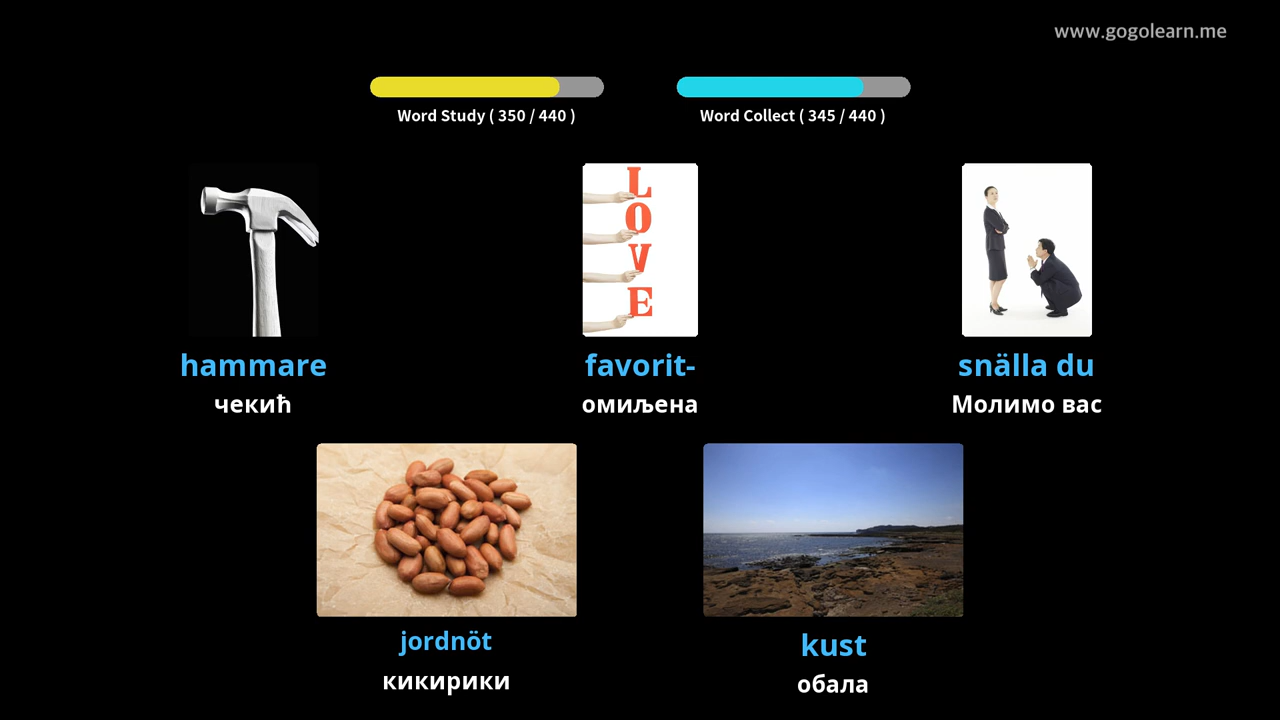 www.gogolearn.me
Word Study ( 350 / 440 )
Word Collect ( 345 / 440 )
LOVE
hammare
чекић
favorit-
омиљена
snälla du
Молимо вас
jordnöt
кикирики
kust
обала